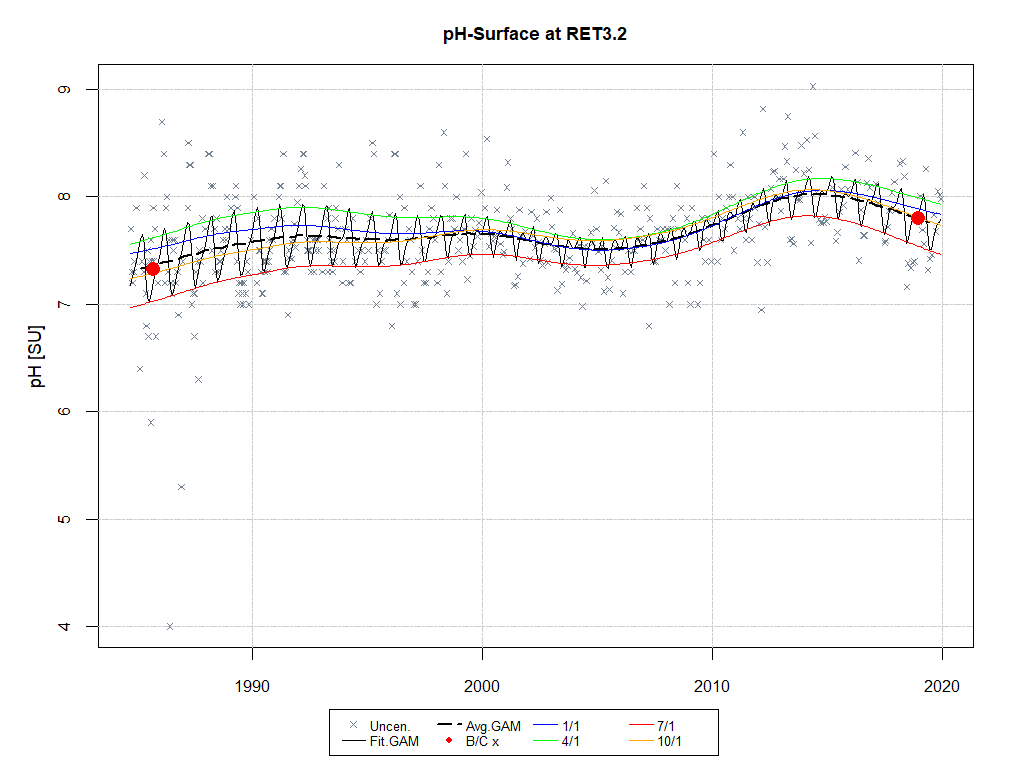 pH-Surface at RET3.2
9
8
7
6
5
4
pH [SU]
1990 2000 2010 2020
Uncen. Avg.GAM 1/1 7/1
Fit.GAM B/C x 4/1 10/1